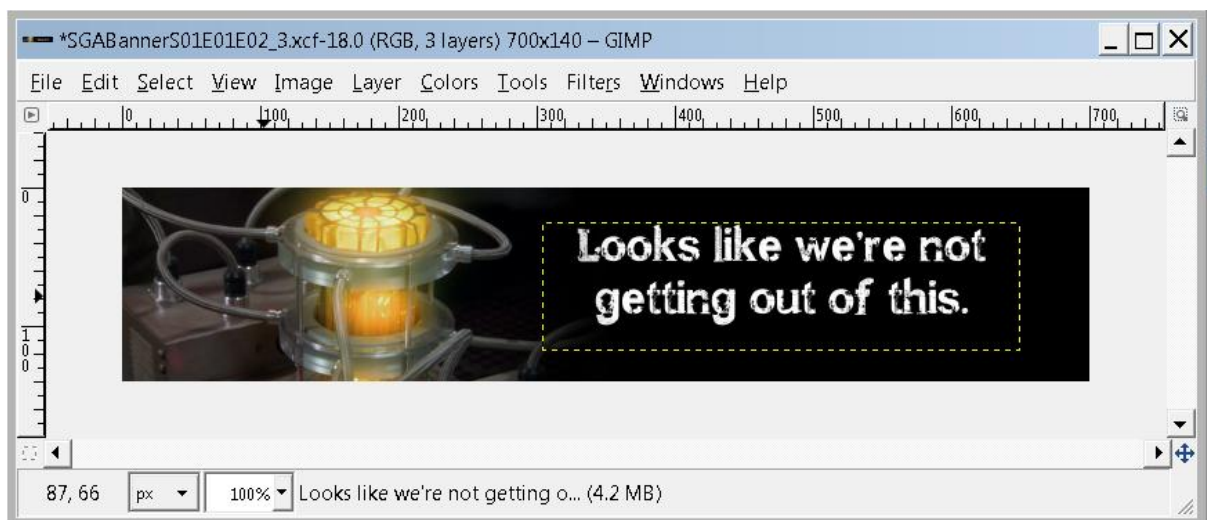 *SGABannerS01E01E02_3.xcf-18.0 (RGB, 3 layers) 700x140 – GIMP
File Edit Select View Image Layer Colors Tools Filters Windows Help
0 100 200 300 400 500 600 700
0
100
Looks like we're not
getting out of this.
87, 66 px 100% Looks like we're not getting o... (4.2 MB)